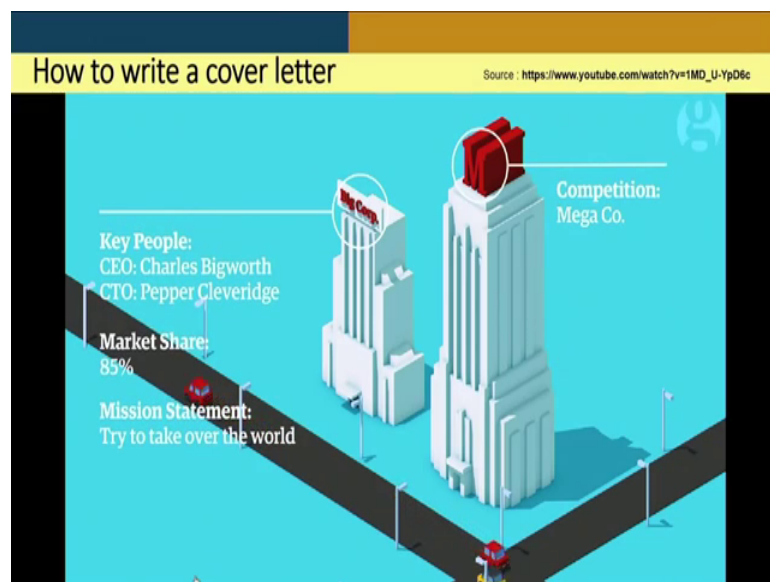 How to write a cover letter
Source : https://www.youtube.com/watch?v=1MD_U-YpD6c
Big Corp.
M
Competition:
Mega Co.
Key People:
CEO: Charles Bigworth
CTO: Pepper Cleveridge
Market Share:
85%
Mission Statement:
Try to take over the world
g